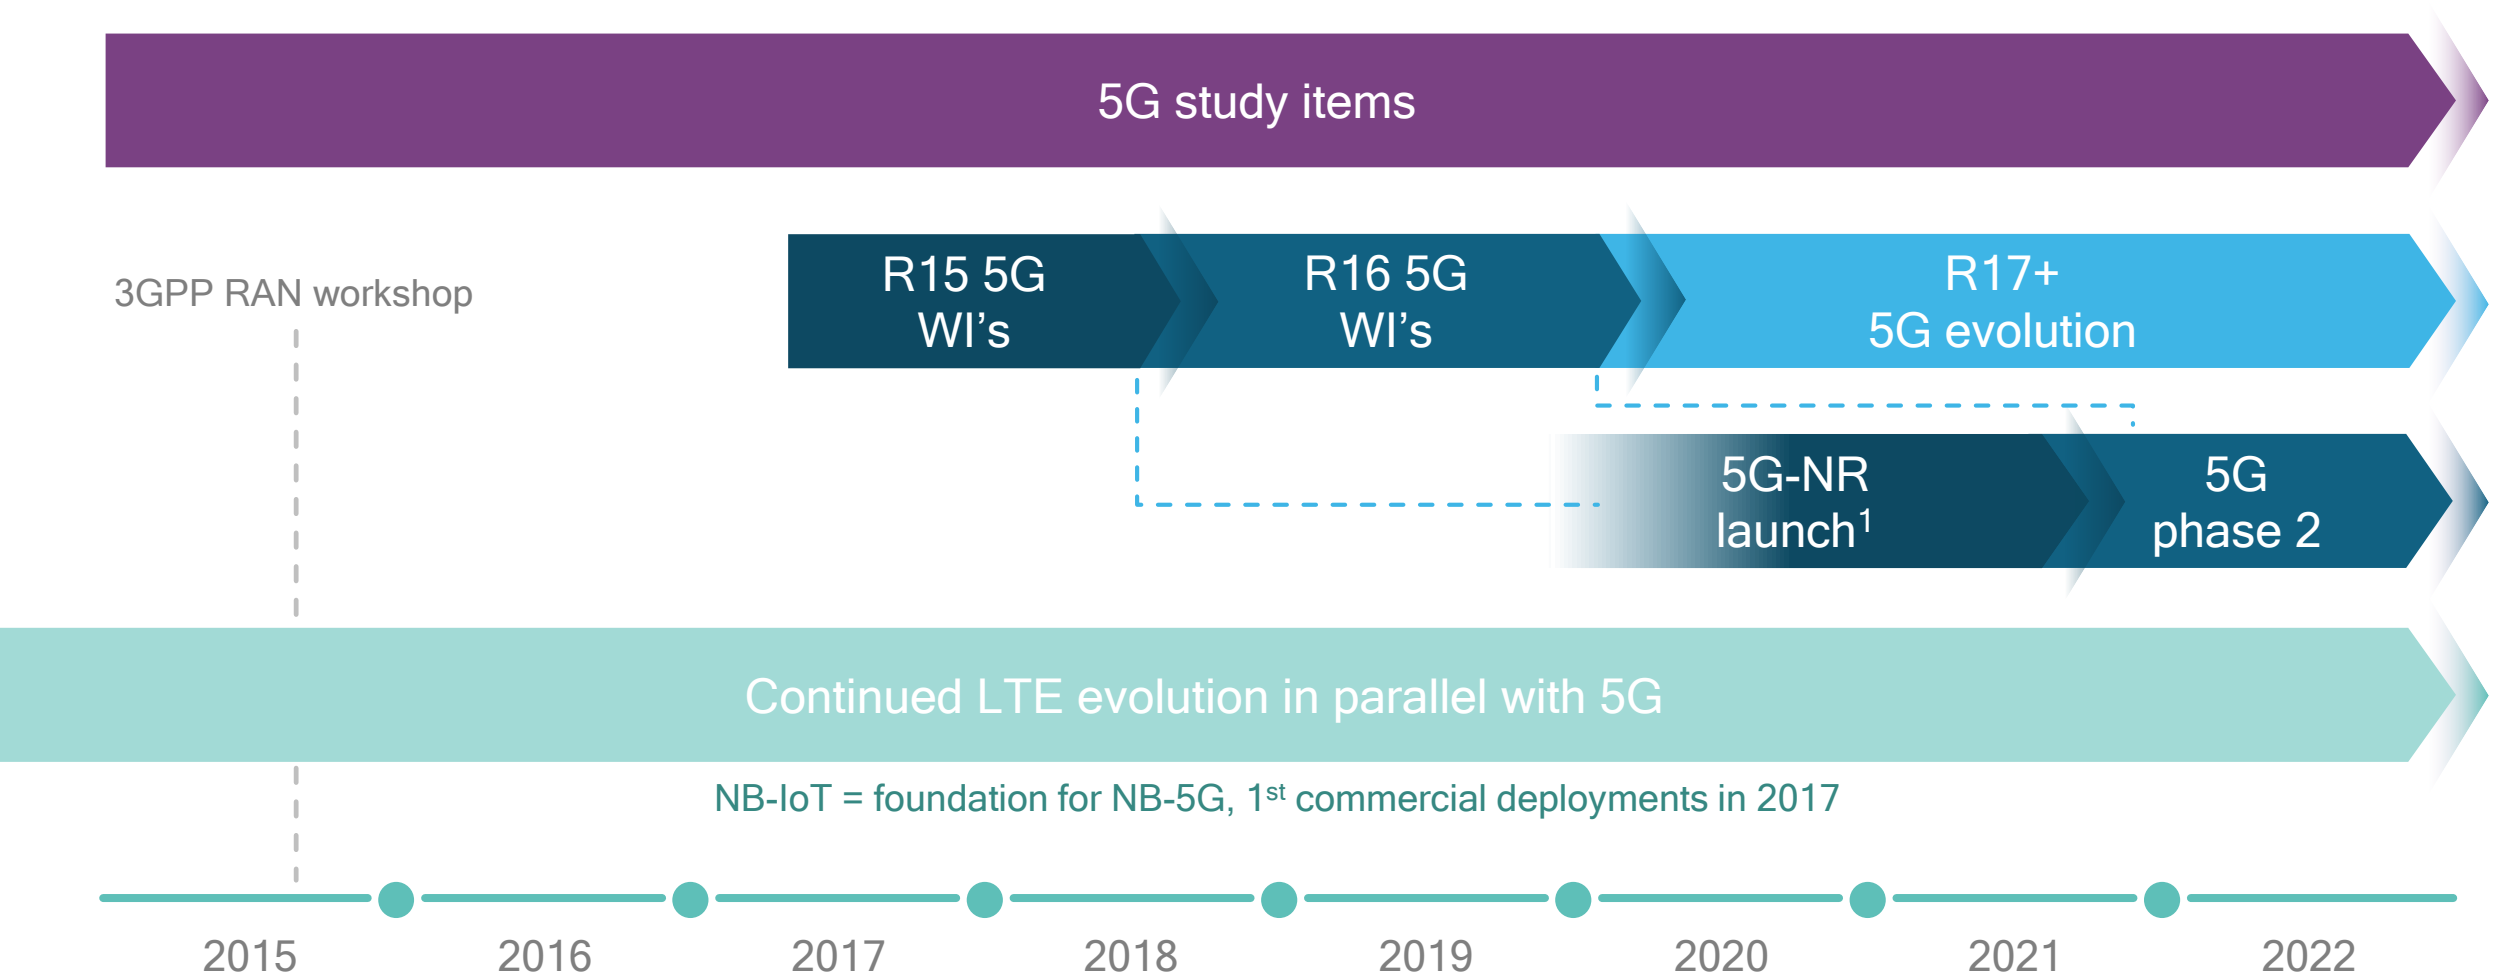 5G study items
3GPP RAN workshop
R15 5G
WI’s
R16 5G
WI’s
R17+
5G evolution
5G-NR
launch¹
5G
phase 2
Continued LTE evolution in parallel with 5G
NB-IoT = foundation for NB-5G, 1st commercial deployments in 2017
2015 2016 2017 2018 2019 2020 2021 2022